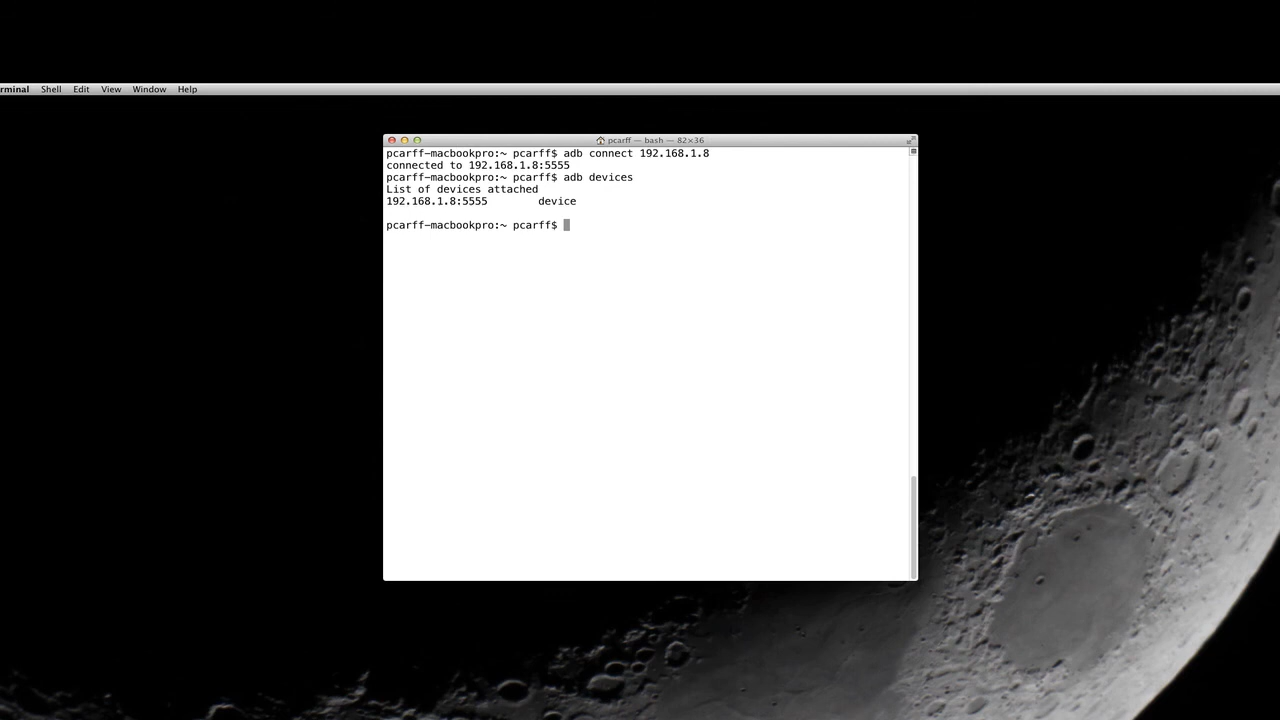 rminal Shell Edit View Window Help
pcarff — bash — 82×36
pcarff-macbookpro:~ pcarff$ adb connect 192.168.1.8
connected to 192.168.1.8:5555
pcarff-macbookpro:~ pcarff$ adb devices
List of devices attached
192.168.1.8:5555 device
pcarff-macbookpro:~ pcarff$